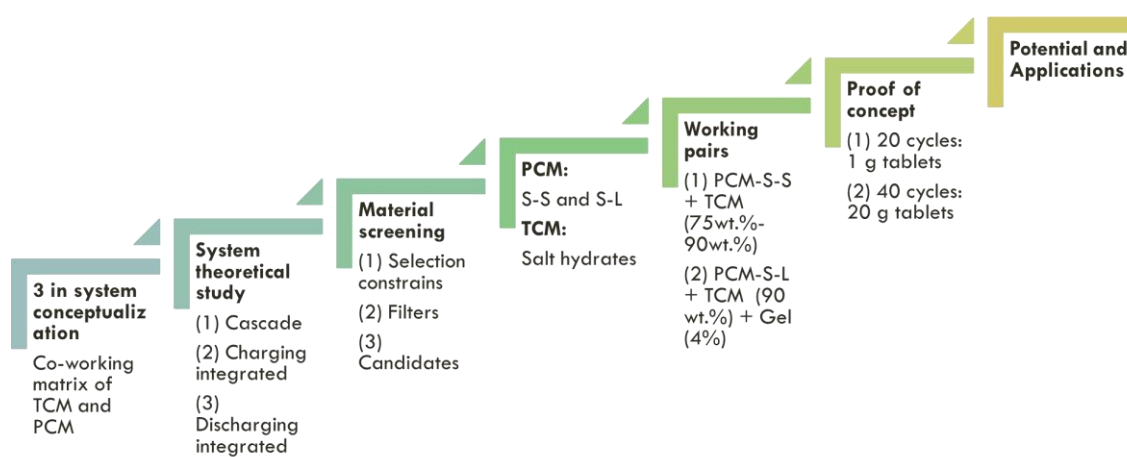 3 in system
conceptualiz
ation
Co-working
matrix of
TCM and
PCM
System
theoretical
study
(1) Cascade
(2) Charging
integrated
(3)
Discharging
integrated
Material
screening
(1) Selection
constrains
(2) Filters
(3)
Candidates
PCM:
S-S and S-L
TCM:
Salt hydrates
Working
pairs
(1) PCM-S-S
+ TCM
(75wt.%-
90wt.%)
(2) PCM-S-L
+ TCM (90
wt.%) + Gel
(4%)
Proof of
concept
(1) 20 cycles:
1 g tablets
(2) 40 cycles:
20 g tablets
Potential and
Applications